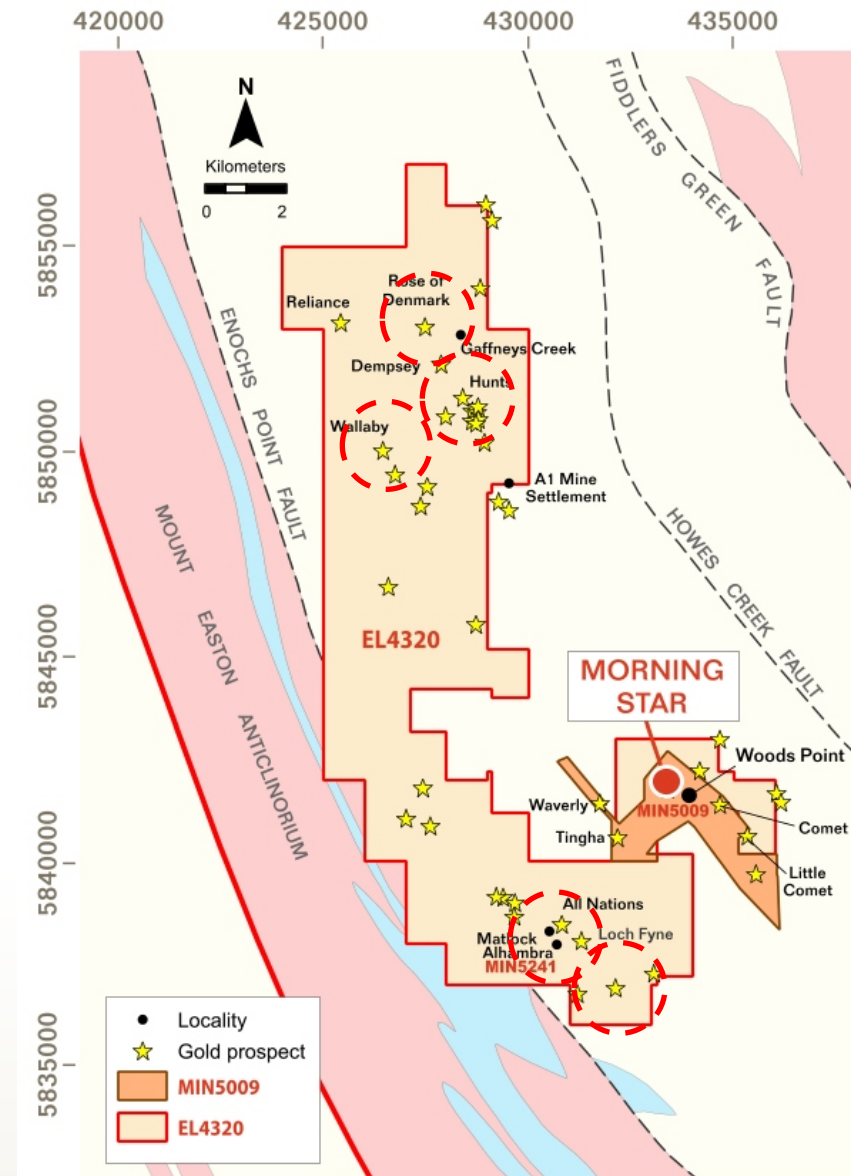 420000
425000
430000
435000
5855000
5850000
5845000
5840000
5835000
N
Kilometers
0 2
FIDDLERS GREEN FAULT
ENOCHS POINT FAULT
MOUNT EASTON ANTICLINORIUM
HOWES CREEK FAULT
Rose of
Denmark
Reliance
Gaffneys Creek
Dempsey
Hunts
Wallaby
A1 Mine
Settlement
EL4320
MORNING
STAR
Woods Point
Waverly
MIN5009
Comet
Tingha
Little
Comet
All Nations
Loch Fyne
Matlock
Alhambra
MIN5241
Locality
Gold prospect
MIN5009
EL4320